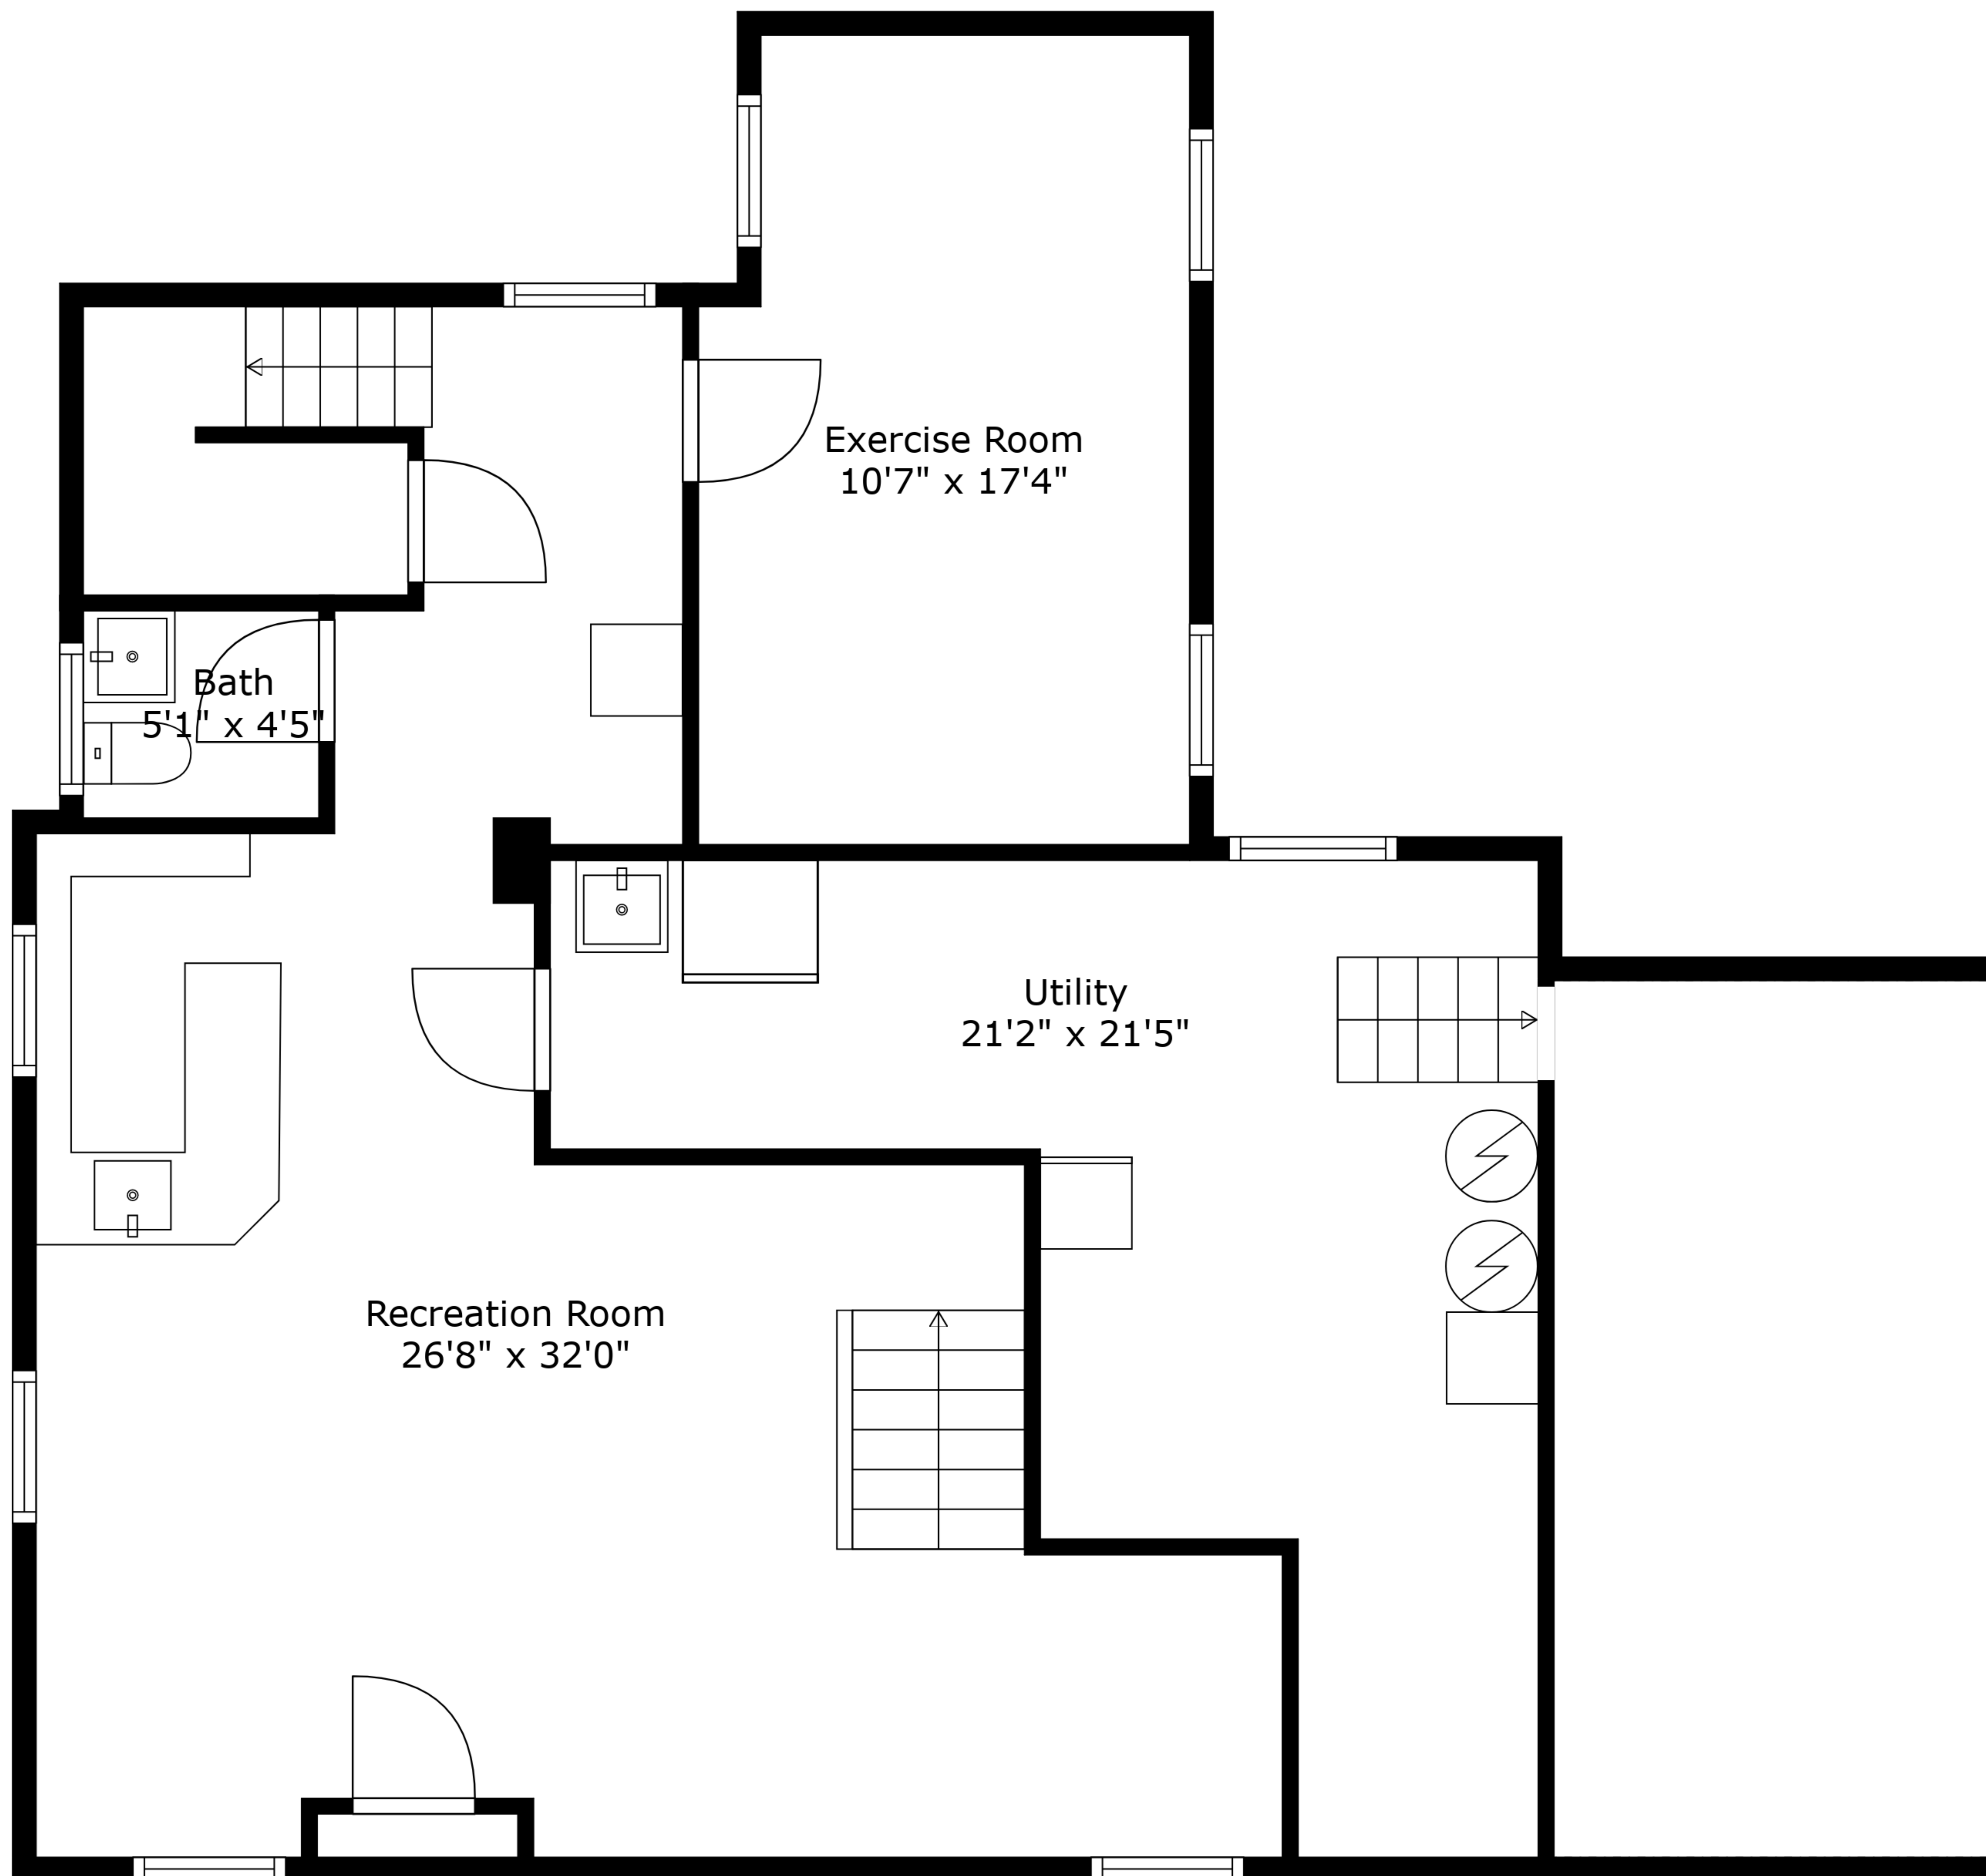 Exercise Room
10'7" x 17'4"
Bath
5'1" x 4'5"
Utility
21'2" x 21'5"
Recreation Room
26'8" x 32'0"